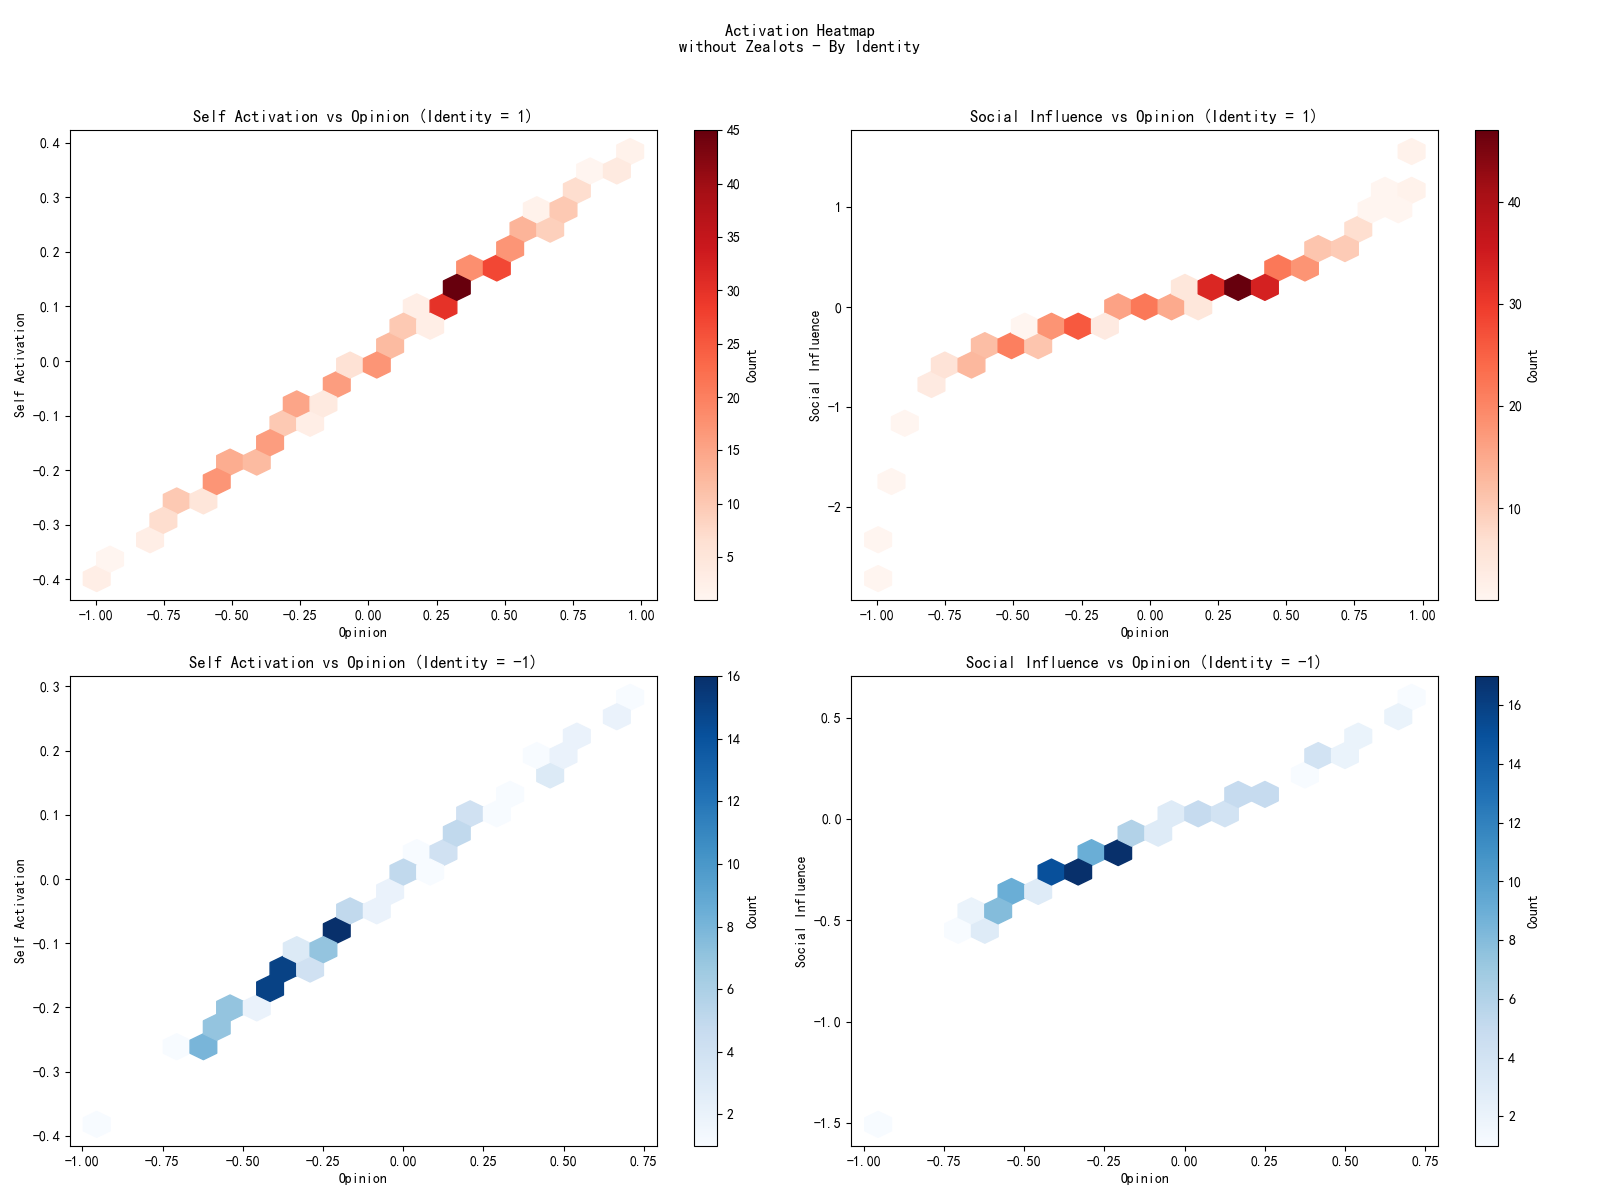 Activation Heatmap
without Zealots - By Identity
Self Activation vs Opinion (Identity = 1)
0.4
0.3
0.2
0.1
0.0
-0.1
-0.2
-0.3
-0.4
Self Activation
-1.00 -0.75 -0.50 -0.25 0.00 0.25 0.50 0.75 1.00
Opinion
45
40
35
30
25
20
15
10
5
Count
Social Influence vs Opinion (Identity = 1)
1
0
-1
-2
Social Influence
-1.00 -0.75 -0.50 -0.25 0.00 0.25 0.50 0.75 1.00
Opinion
40
30
20
10
Count
Self Activation vs Opinion (Identity = -1)
0.3
0.2
0.1
0.0
-0.1
-0.2
-0.3
-0.4
Self Activation
-1.00 -0.75 -0.50 -0.25 0.00 0.25 0.50 0.75
Opinion
16
14
12
10
8
6
4
2
Count
Social Influence vs Opinion (Identity = -1)
0.5
0.0
-0.5
-1.0
-1.5
Social Influence
-1.00 -0.75 -0.50 -0.25 0.00 0.25 0.50 0.75
Opinion
16
14
12
10
8
6
4
2
Count